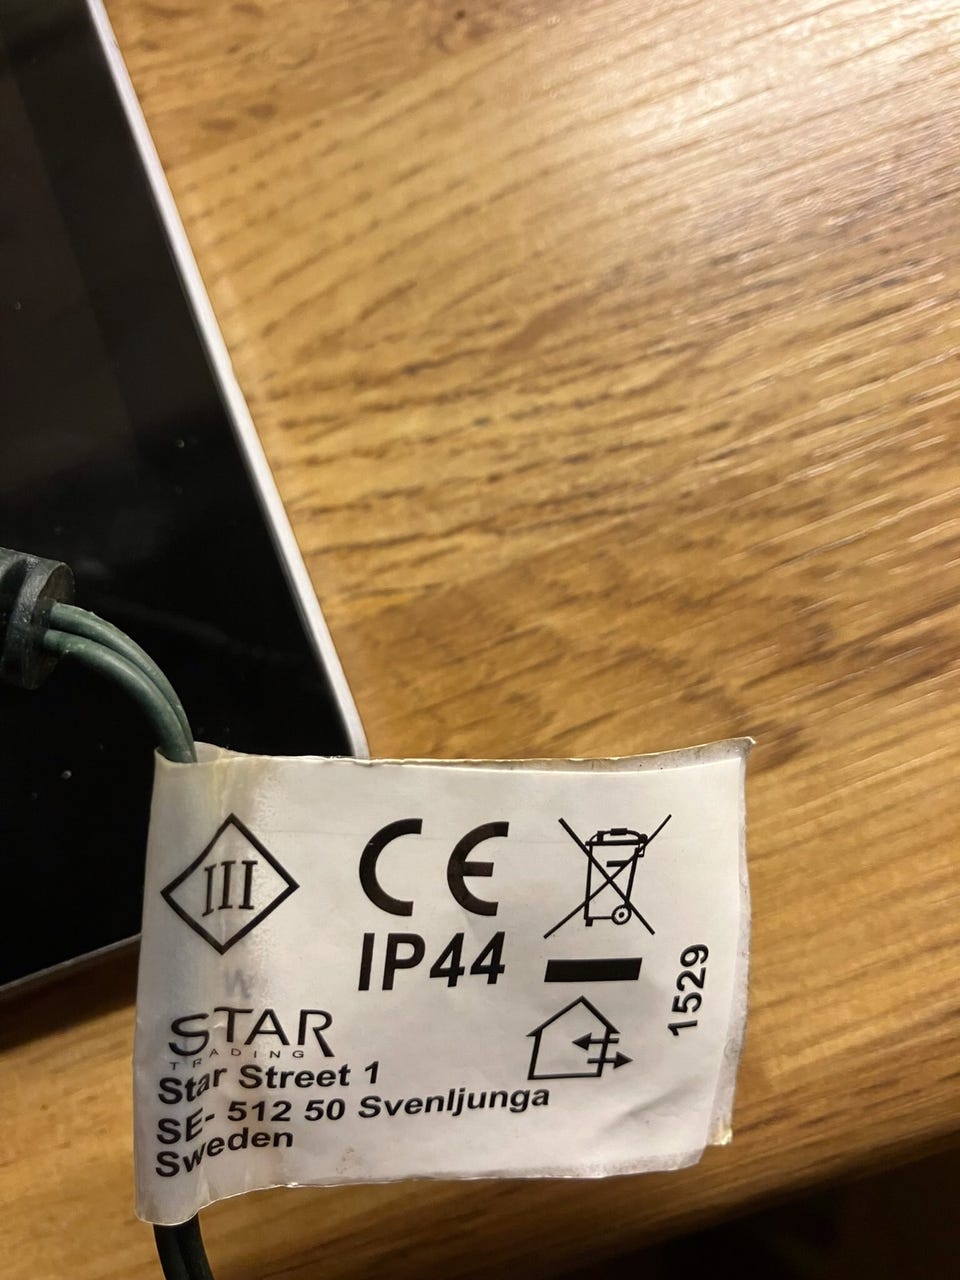 III
CE
IP44
1529
STAR
TRADING
Star Street 1
SE- 512 50 Svenljunga
Sweden